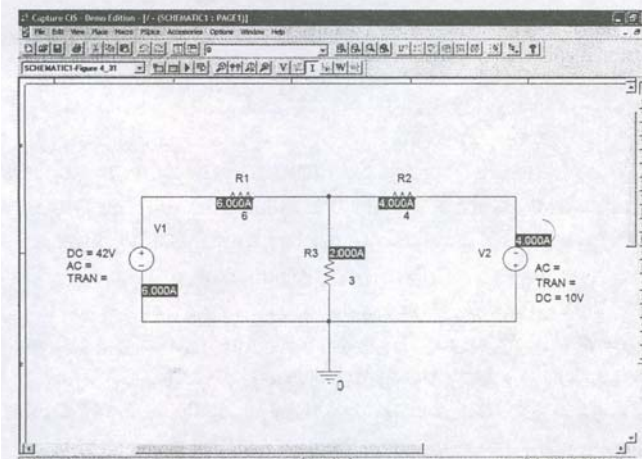 Capture CIS - Demo Edition - [/ - (SCHEMATIC1 : PAGE1)]
File Edit View Place Macro PSpice Accessories Options Window Help
SCHEMATIC1-Figure 4_31
V I W
R1
6.000A
6
R2
4.000A
4
V1
DC = 42V
AC =
TRAN =
6.000A
R3
2.000A
3
4.000A
V2
AC =
TRAN =
DC = 10V
0